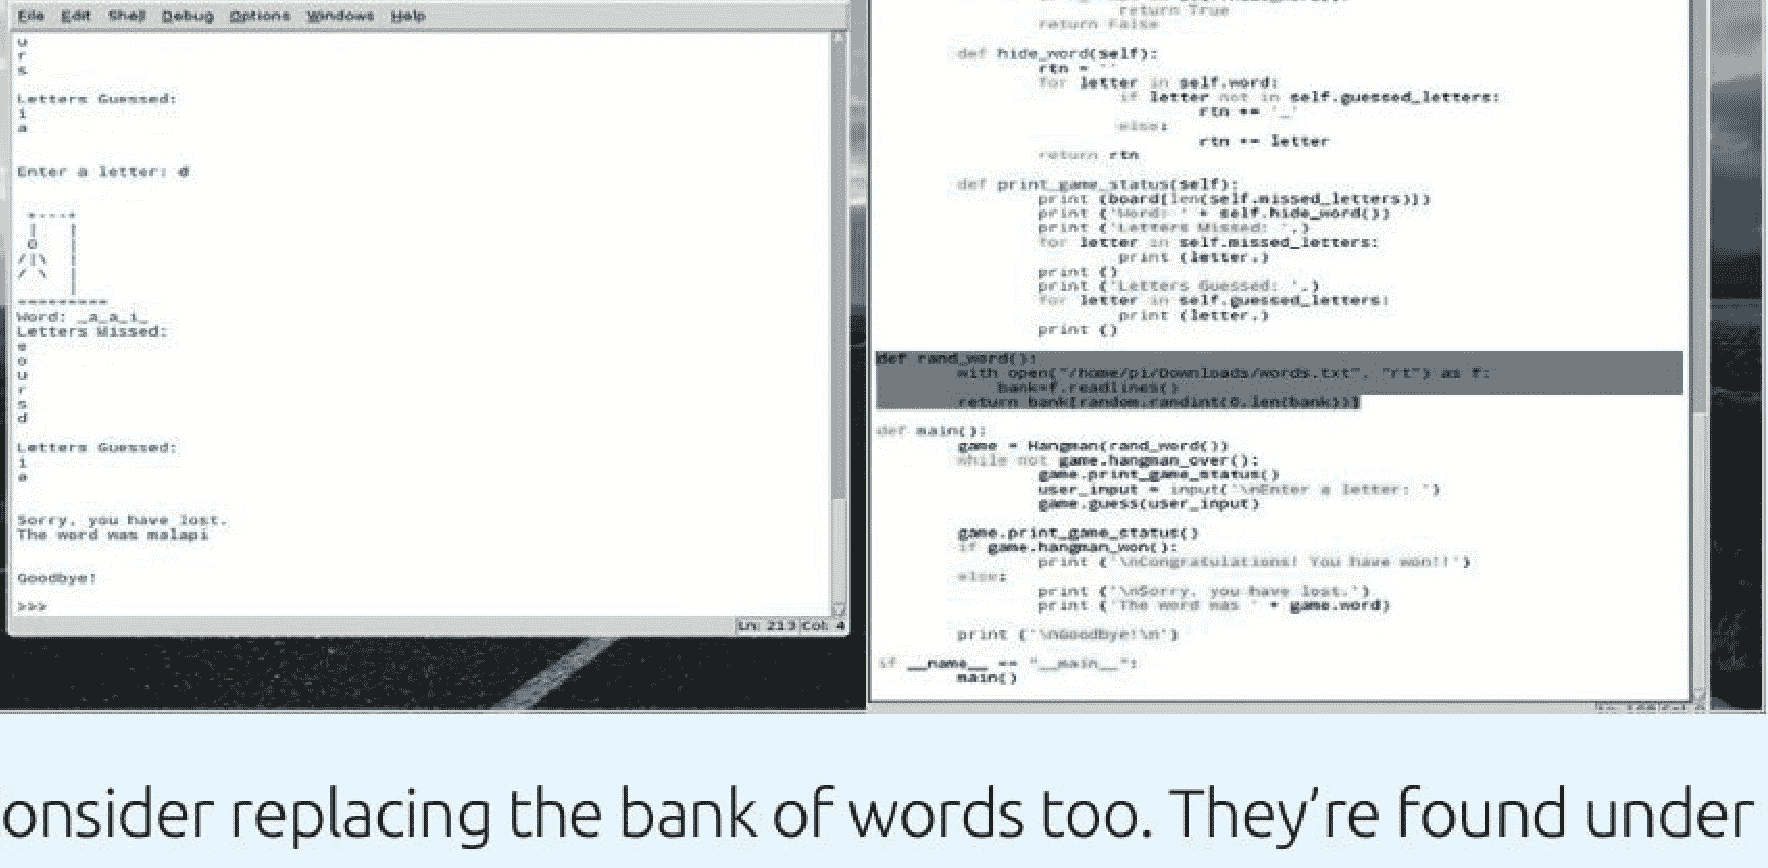 File Edit Shell Debug Options Windows Help
u
r
s
Letters Guessed:
i
a
Enter a letter: d
+----+
|    |
O    |
/|\   |
/ \   |
     |
=========
Word: _a_a_i_
Letters Missed:
e
o
u
r
s
d
Letters Guessed:
i
a
Sorry, you have lost.
The word was malapi
Goodbye!
>>>
Ln: 213 Col: 4
return True
return False
def hide_word(self):
rtn = ''
for letter in self.word:
if letter not in self.guessed_letters:
rtn += '_'
else:
rtn += letter
return rtn
def print_game_status(self):
print (board[len(self.missed_letters)])
print ('Word: ' + self.hide_word())
print ('Letters Missed: ',)
for letter in self.missed_letters:
print (letter,)
print ()
print ('Letters Guessed: ',)
for letter in self.guessed_letters:
print (letter,)
print ()
def rand_word():
with open("/home/pi/Downloads/words.txt", "rt") as f:
bank=f.readlines()
return bank[random.randint(0,len(bank))]
def main():
game = Hangman(rand_word())
while not game.hangman_over():
game.print_game_status()
user_input = input('\nEnter a letter: ')
game.guess(user_input)
game.print_game_status()
if game.hangman_won():
print ('\nCongratulations! You have won!!')
else:
print ('\nSorry, you have lost.')
print ('The word was ' + game.word)
print ('\nGoodbye!\n')
if __name__ == "__main__":
main()
onsider replacing the bank of words too. They're found under